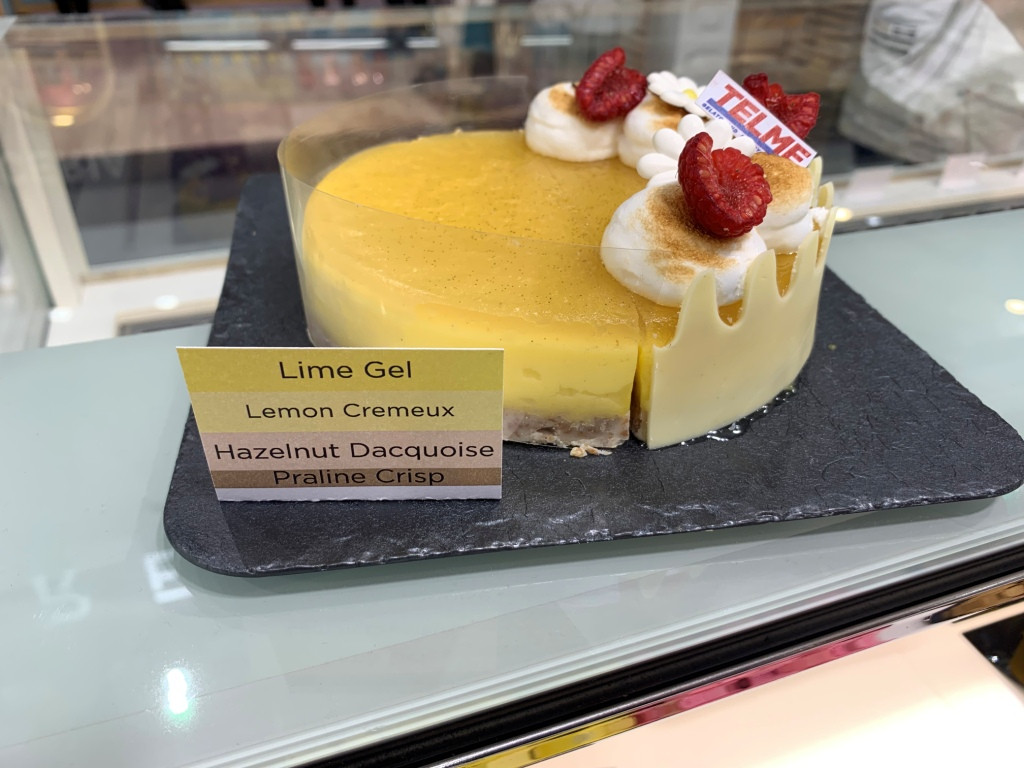 TELME
Lime Gel
Lemon Cremeux
Hazelnut Dacquoise
Praline Crisp